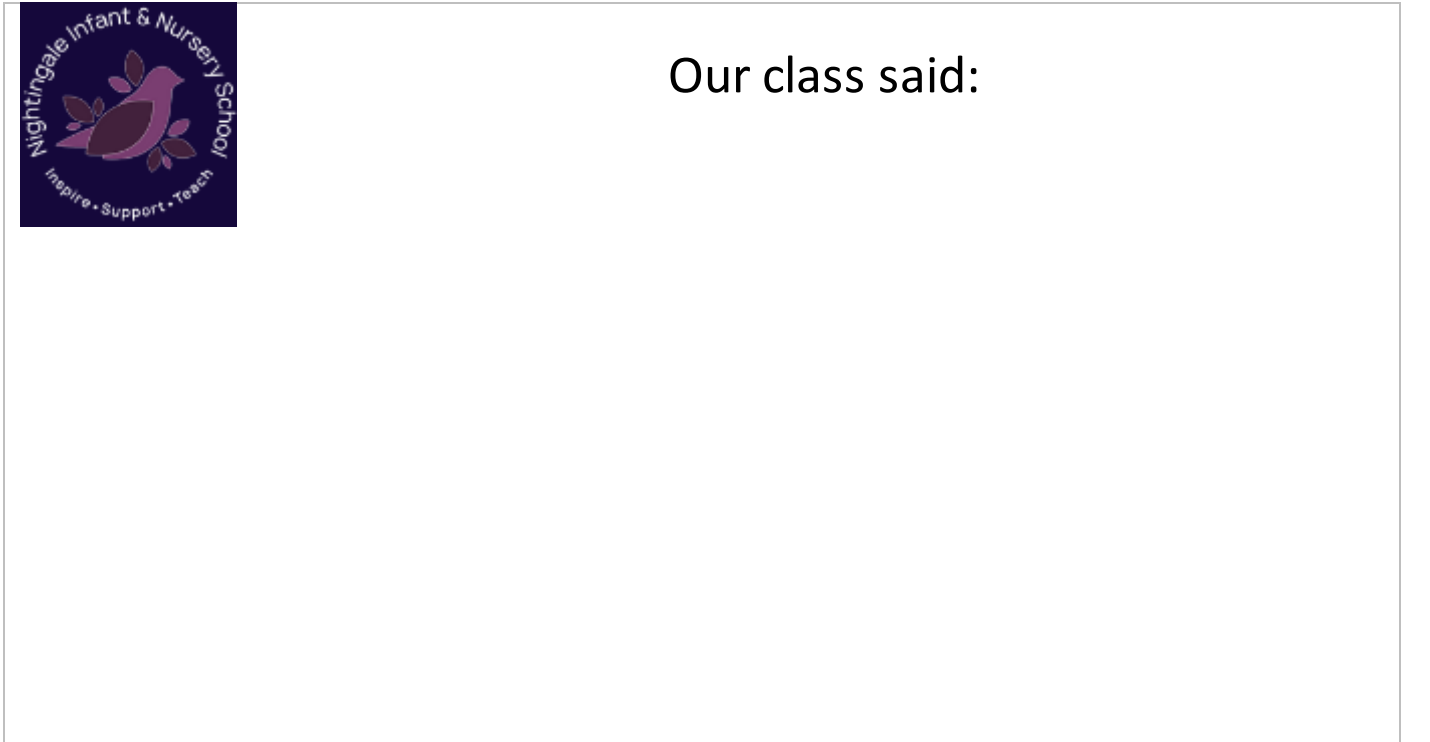 Nightingale Infant & Nursery School
Inspire • Support • Teach
Our class said: